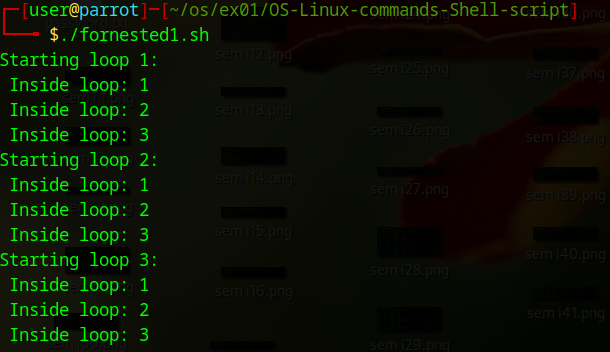 ┌─[user@parrot]─[~/os/ex01/OS-Linux-commands-Shell-script]
└──╼ $./fornested1.sh
Starting loop 1:
 Inside loop: 1
 Inside loop: 2
 Inside loop: 3
Starting loop 2:
 Inside loop: 1
 Inside loop: 2
 Inside loop: 3
Starting loop 3:
 Inside loop: 1
 Inside loop: 2
 Inside loop: 3
sem i12.png
sem i13.png
sem i14.png
sem i15.png
sem i16.png
sem i25.png
sem i26.png
sem i27.png
sem i28.png
sem i29.png
sem i37.png
sem i38.png
sem i39.png
sem i40.png
sem i41.png